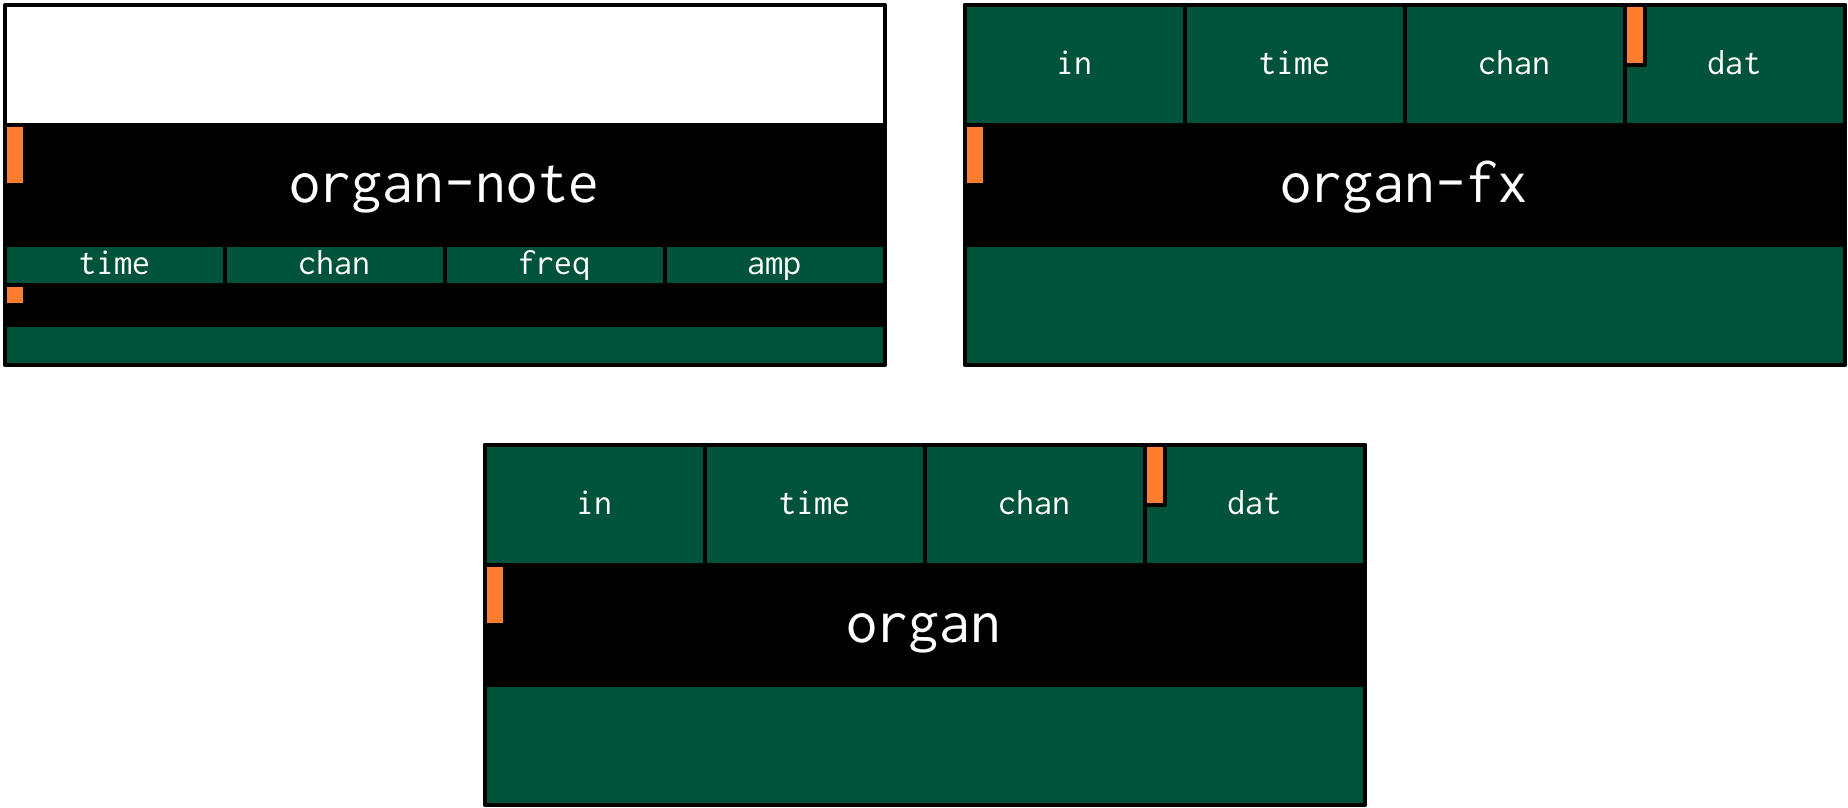 in time chan dat
organ-note
organ-fx
time chan freq amp
in time chan dat
organ